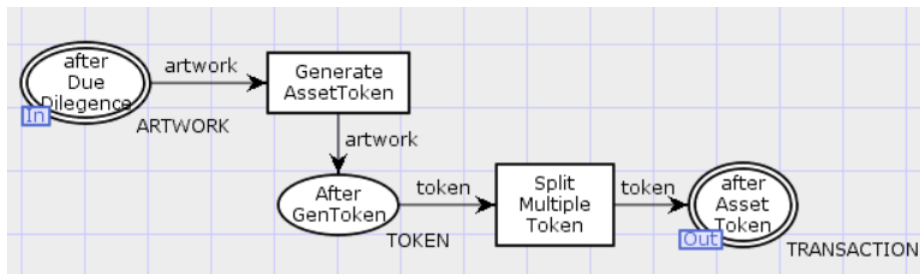 after
Due
Dilegence
In
artwork
ARTWORK
Generate
AssetToken
artwork
After
GenToken
TOKEN
token
Split
Multiple
Token
token
after
Asset
Token
Out
TRANSACTION